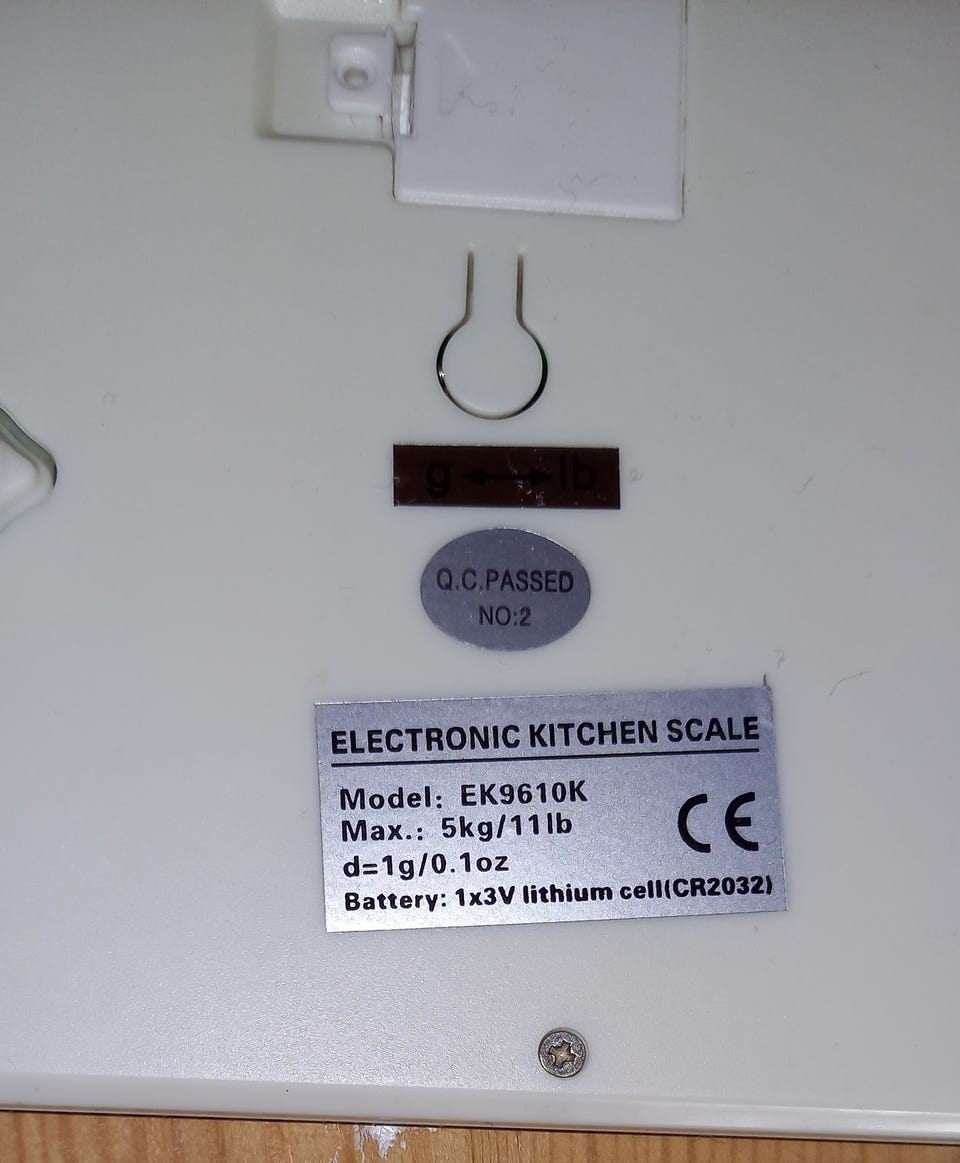 g ⟷ lb
Q.C.PASSED
NO:2
ELECTRONIC KITCHEN SCALE
Model: EK9610K
Max.: 5kg/11lb
d=1g/0.1oz
Battery: 1x3V lithium cell(CR2032)
CE